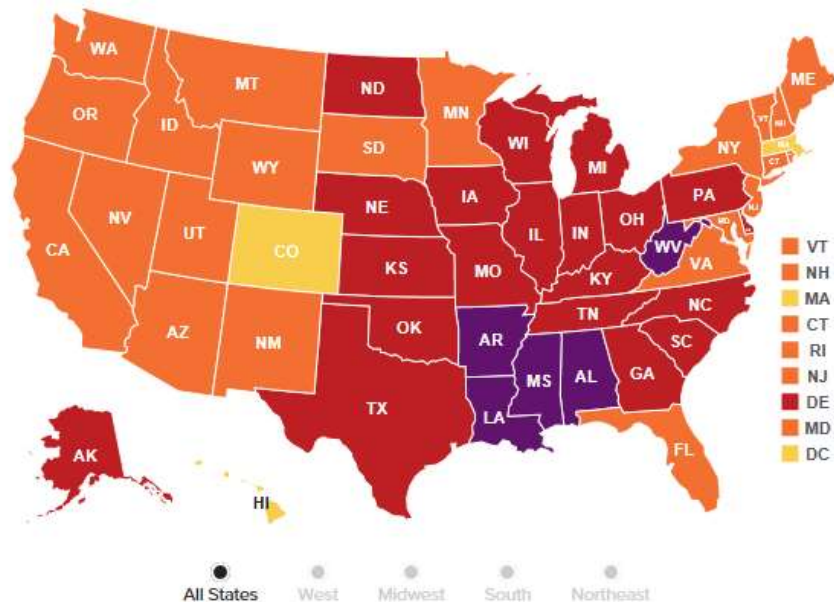 WA
MT
ND
MN
ME
OR
ID
SD
WI
NY
VT
NH
MA
CT
WY
MI
NE
IA
PA
NJ
NV
UT
CO
IL
IN
OH
MD
WV
VA
CA
KS
MO
KY
AZ
NM
OK
AR
TN
NC
SC
TX
LA
MS
AL
GA
FL
AK
HI
VT
NH
MA
CT
RI
NJ
DE
MD
DC
All States West Midwest South Northeast